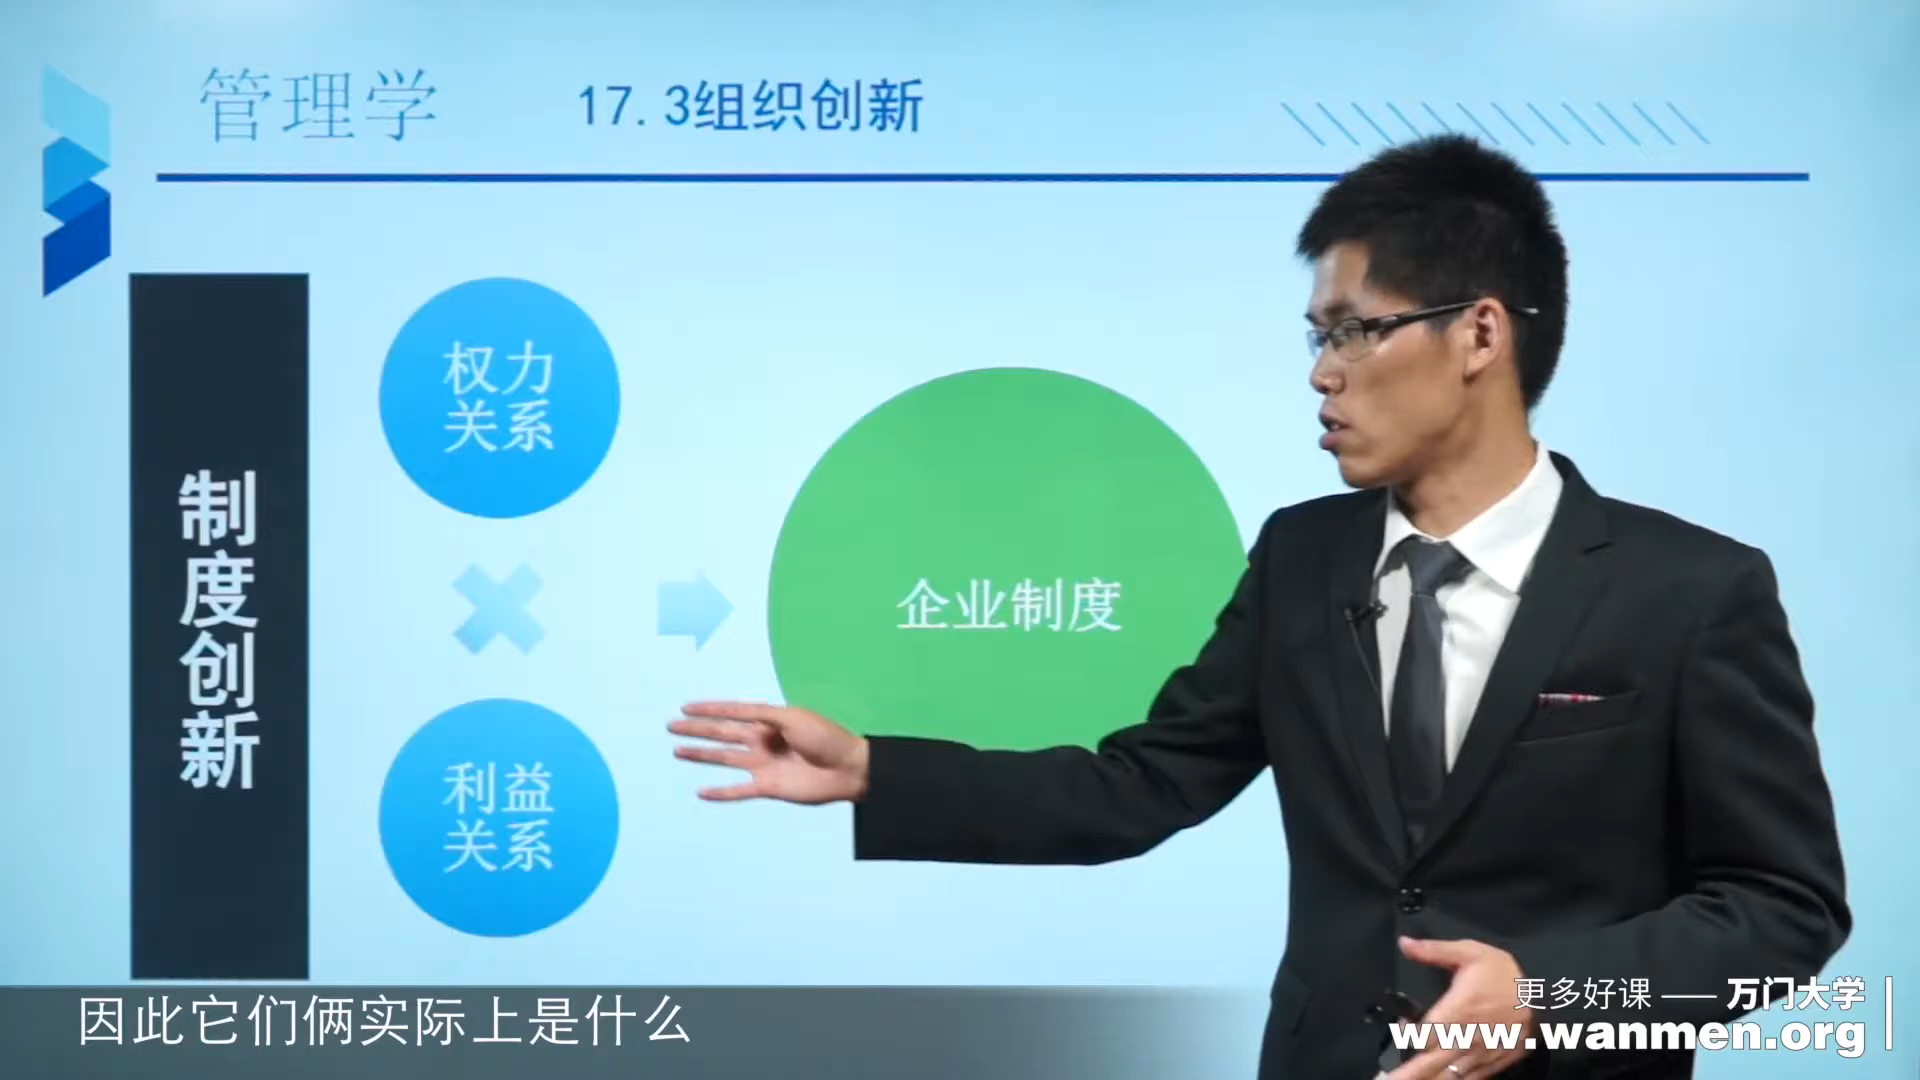 管理学
17.3组织创新
制度创新
权力
关系
企业制度
利益
关系
因此它们俩实际上是什么
更多好课 —— 万门大学
www.wanmen.org